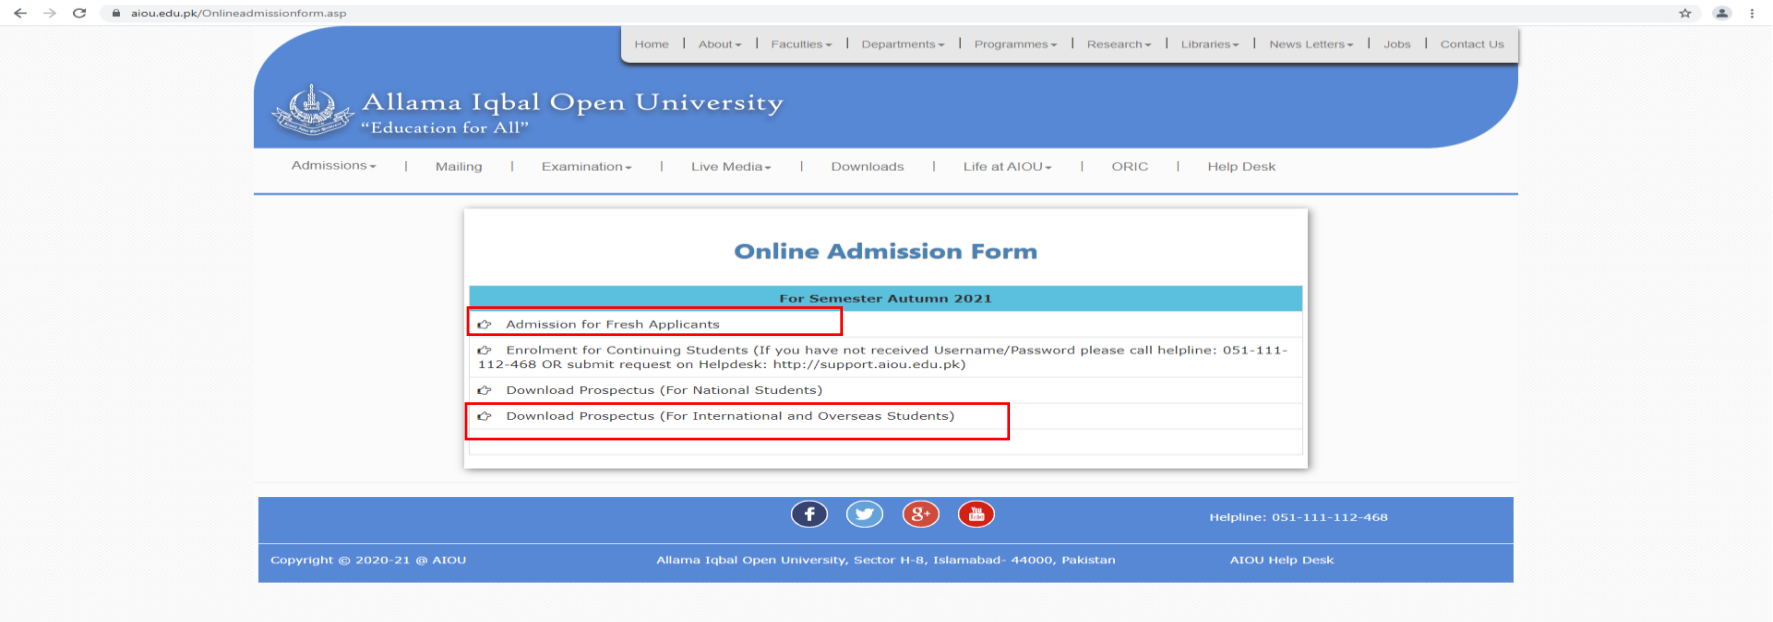 aiou.edu.pk/Onlineadmissionform.asp
Home | About | Faculties | Departments | Programmes | Research | Libraries | News Letters | Jobs | Contact Us
Allama Iqbal Open University
“Education for All”
Admissions | Mailing | Examination | Live Media | Downloads | Life at AIOU | ORIC | Help Desk
Online Admission Form
For Semester Autumn 2021
Admission for Fresh Applicants
Enrolment for Continuing Students (If you have not received Username/Password please call helpline: 051-111-
112-468 OR submit request on Helpdesk: http://support.aiou.edu.pk)
Download Prospectus (For National Students)
Download Prospectus (For International and Overseas Students)
Helpline: 051-111-112-468
Copyright © 2020-21 @ AIOU
Allama Iqbal Open University, Sector H-8, Islamabad- 44000, Pakistan
AIOU Help Desk